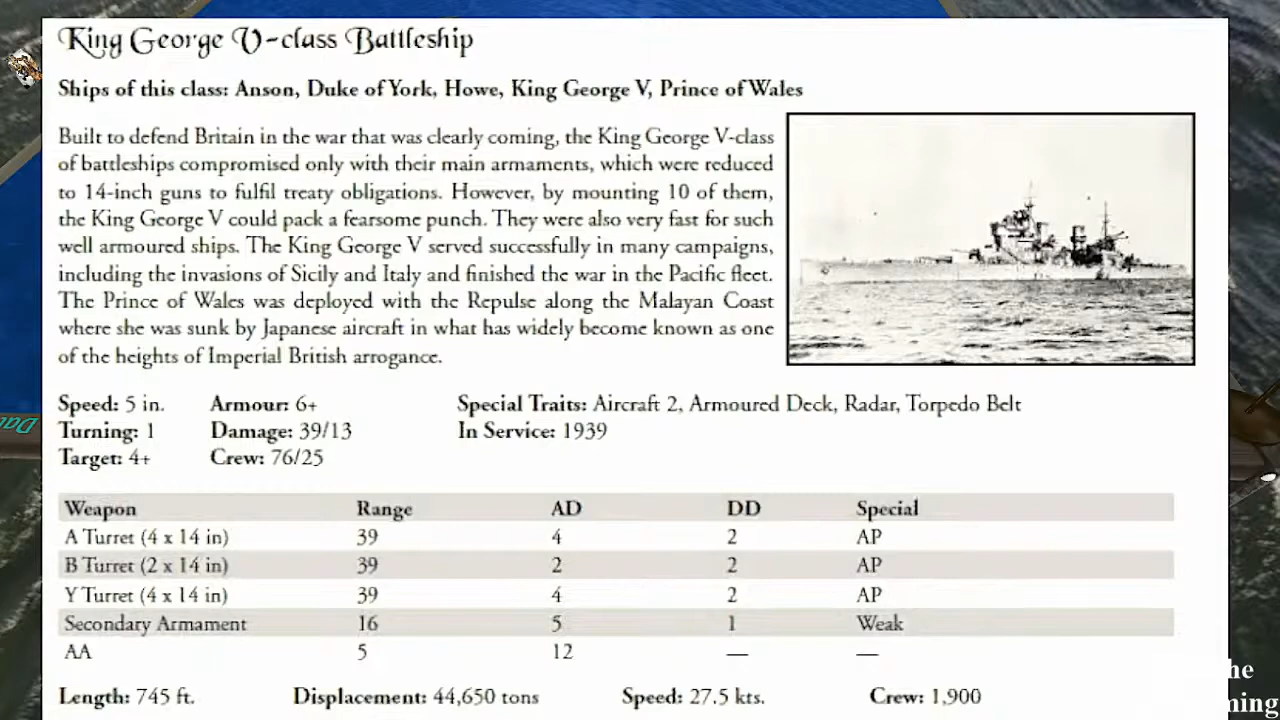 King George V-class Battleship
Ships of this class: Anson, Duke of York, Howe, King George V, Prince of Wales
Built to defend Britain in the war that was clearly coming, the King George V-class
of battleships compromised only with their main armaments, which were reduced
to 14-inch guns to fulfil treaty obligations. However, by mounting 10 of them,
the King George V could pack a fearsome punch. They were also very fast for such
well armoured ships. The King George V served successfully in many campaigns,
including the invasions of Sicily and Italy and finished the war in the Pacific fleet.
The Prince of Wales was deployed with the Repulse along the Malayan Coast
where she was sunk by Japanese aircraft in what has widely become known as one
of the heights of Imperial British arrogance.
Speed: 5 in. Armour: 6+ Special Traits: Aircraft 2, Armoured Deck, Radar, Torpedo Belt
Turning: 1 Damage: 39/13 In Service: 1939
Target: 4+ Crew: 76/25
Weapon Range AD DD Special
A Turret (4 x 14 in) 39 4 2 AP
B Turret (2 x 14 in) 39 2 2 AP
Y Turret (4 x 14 in) 39 4 2 AP
Secondary Armament 16 5 1 Weak
AA 5 12 — —
Length: 745 ft. Displacement: 44,650 tons Speed: 27.5 kts. Crew: 1,900